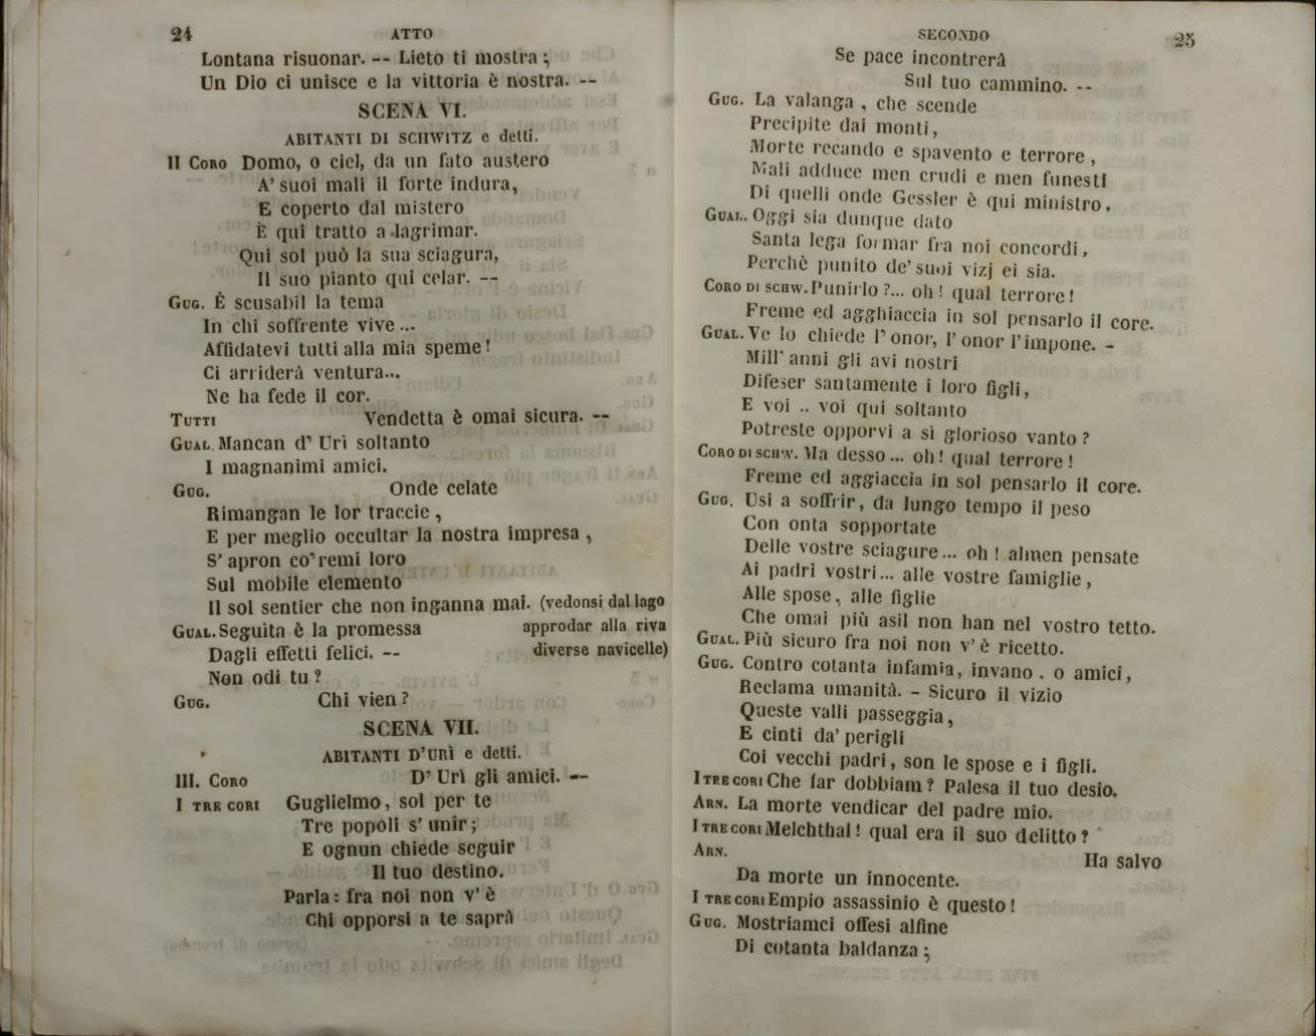 24 ATTO
Lontana risuonar. -- Lieto ti mostra;
Un Dio ci unisce e la vittoria è nostra. --
SCENA VI.
ABITANTI DI SCHWITZ e detti.
II CORO Domo, o ciel, da un fato austero
A' suoi mali il forte indura,
E coperto dal mistero
È qui tratto a lagrimar.
Qui sol può la sua sciagura,
Il suo pianto qui celar. --
GUG. È scusabil la tema
In chi soffrente vive...
Affidatevi tutti alla mia speme!
Ci arriderà ventura...
Ne ha fede il cor.
TUTTI Vendetta è omai sicura. --
GUAL. Mancan d' Urì soltanto
I magnanimi amici.
GUG. Onde celate
Rimangan le lor traccie,
E per meglio occultar la nostra impresa,
S' apron co' remi loro
Sul mobile elemento
Il sol sentier che non inganna mai. (vedonsi dal lago
GUAL. Seguita è la promessa approdar alla riva
Dagli effetti felici. -- diverse navicelle)
Non odi tu?
GUG. Chi vien?
SCENA VII.
ABITANTI D'URÌ e detti.
III. CORO D' Urì gli amici. --
I TRE CORI Guglielmo, sol per te
Tre popoli s' unir;
E ognun chiede seguir
Il tuo destino.
Parla: fra noi non v' è
Chi opporsi a te saprà
SECONDO 25
Se pace incontrerà
Sul tuo cammino. --
GUG. La valanga, che scende
Precipite dai monti,
Morte recando e spavento e terrore,
Mali adduce men crudi e men funesti
Di quelli onde Gessler è qui ministro.
GUAL. Oggi sia dunque dato
Santa lega formar fra noi concordi,
Perchè punito de' suoi vizj ei sia.
CORO DI SCHW. Punirlo?... oh! qual terrore!
Freme ed agghiaccia in sol pensarlo il core.
GUAL. Ve lo chiede l' onor, l' onor l'impone. -
Mill' anni gli avi nostri
Difeser santamente i loro figli,
E voi .. voi qui soltanto
Potreste opporvi a sì glorioso vanto?
CORO DI SCHW. Ma desso... oh! qual terrore!
Freme ed aggiaccia in sol pensarlo il core.
GUG. Usi a soffrir, da lungo tempo il peso
Con onta sopportate
Delle vostre sciagure... oh! almen pensate
Ai padri vostri... alle vostre famiglie,
Alle spose, alle figlie
Che omai più asil non han nel vostro tetto.
GUAL. Più sicuro fra noi non v' è ricetto.
GUG. Contro cotanta infamia, invano. o amici,
Reclama umanità. - Sicuro il vizio
Queste valli passeggia,
E cinti da' perigli
Coi vecchi padri, son le spose e i figli.
I TRE CORI Che far dobbiam? Palesa il tuo desio.
ARN. La morte vendicar del padre mio.
I TRE CORI Melchthal! qual era il suo delitto?
ARN. Ha salvo
Da morte un innocente.
I TRE CORI Empio assassinio è questo!
GUG. Mostriamci offesi alfine
Di cotanta baldanza;